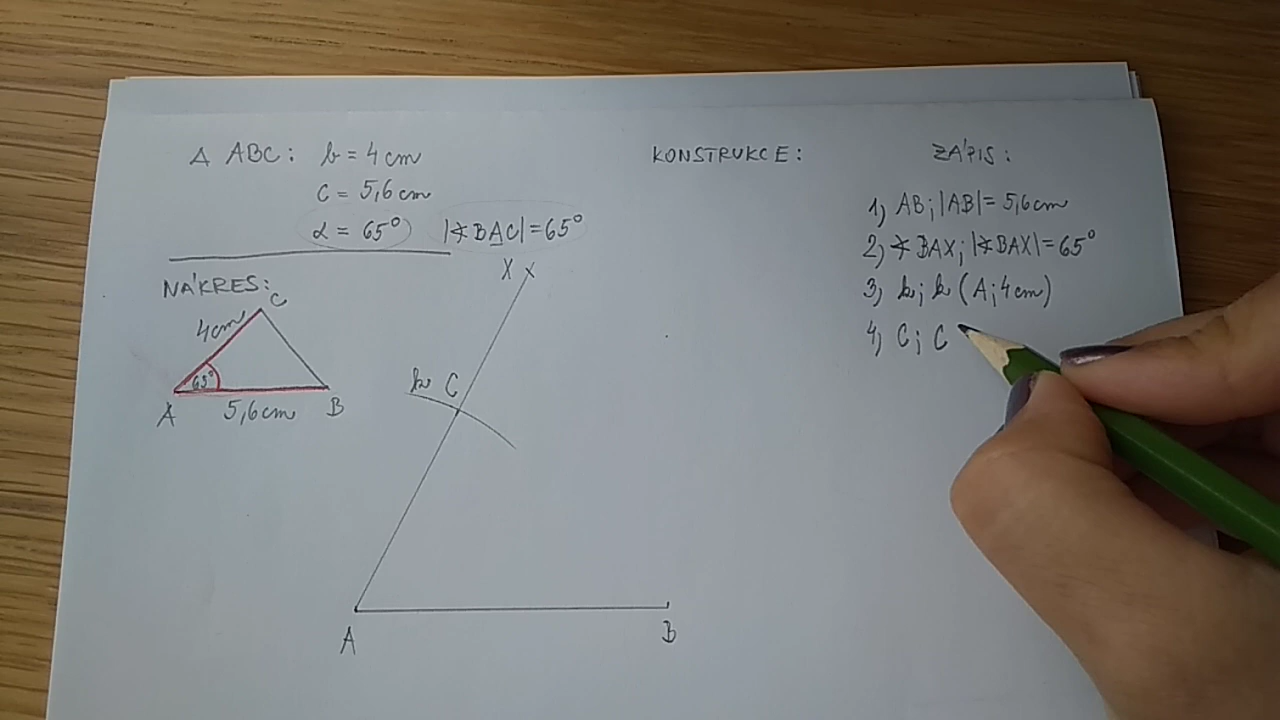 △ ABC: b = 4 cm
c = 5,6 cm
α = 65° |∢BAC| = 65°
NÁKRES:
C
4cm
65°
A 5,6cm B
KONSTRUKCE:
X
k C
A B
ZÁPIS:
1) AB; |AB| = 5,6cm
2) ∢BAX; |∢BAX| = 65°
3) k; k (A; 4cm)
4) C; C